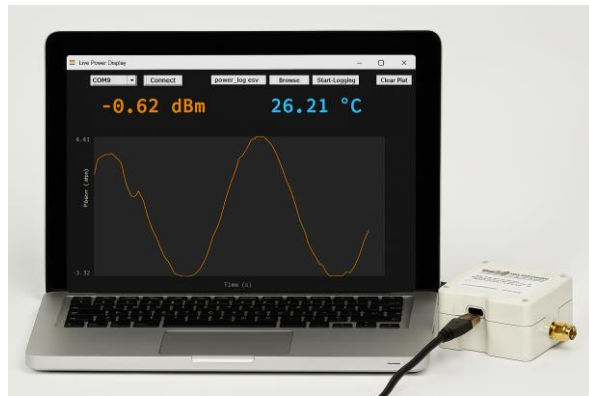 Live Power Display
COM9 Connect power_log csv Browse Start-Logging Clear Plot
-0.62 dBm 26.21 °C
4.61
Power (dBm)
-3.32
Time (s)